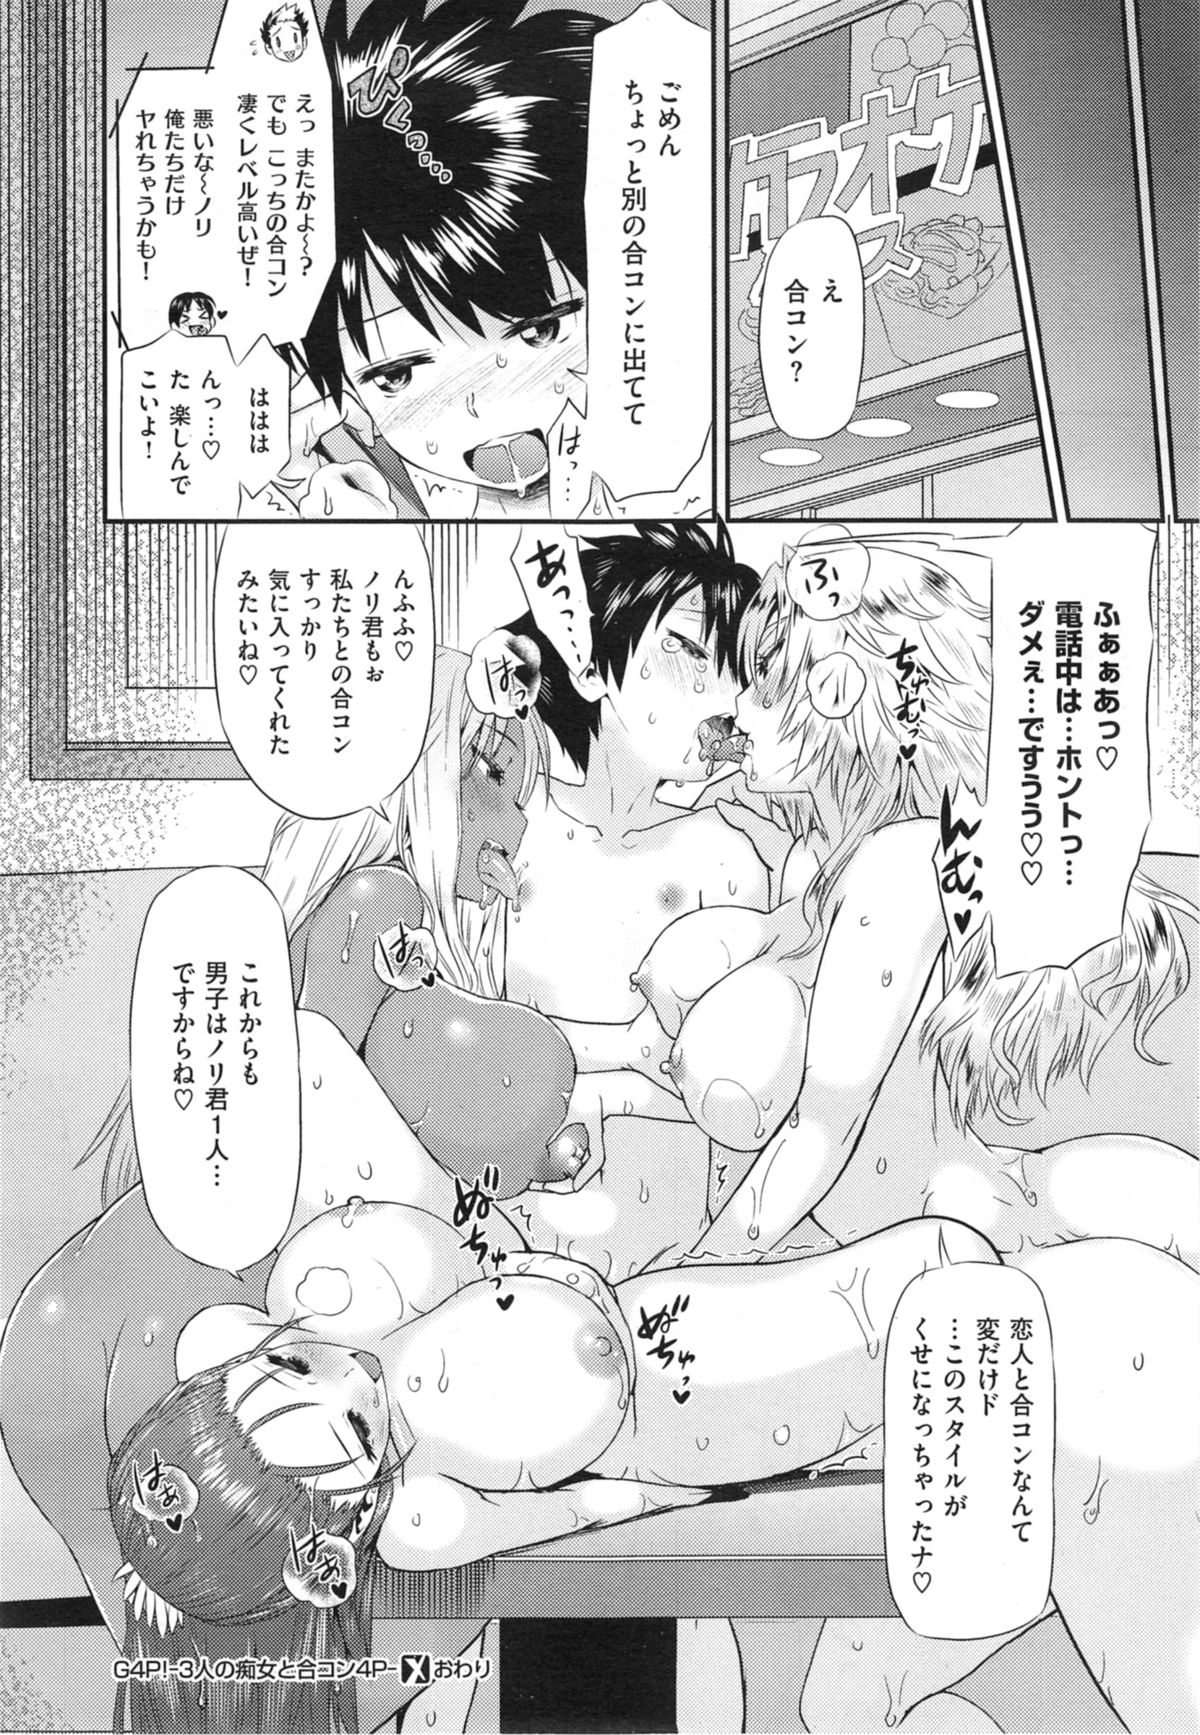 カラオケ
ス
え
合コン？
ごめん
ちょっと別の合コンに出てて
はっ…
ぴくっ…
えっ またかよ～？
でも こっちの合コン
凄くレベル高いぜ！
悪いな～ノリ
俺たちだけ
ヤれちゃうかも！
ははは
んっ…♡
た 楽しんで
こいよ！
ふぁぁあっ♡
電話中は…ホントっ…
ダメぇ…ですうぅ♡♡
ふっ
ちゅむっ♥
んむっ♥
あっ…
はっ
んふふ♡
ノリ君もぉ
私たちとの合コン
すっかり
気に入ってくれた
みたいね♡
はっ♥
これからも
男子はノリ君1人…
ですからね♡
ぬちゅっ♥
ぬちゅっ♥
恋人と合コンなんて
変だけド
…このスタイルが
くせになっちゃったナ♡
はぁ♥
はぁ♥
G4P!-3人の痴女と合コン4P- X おわり